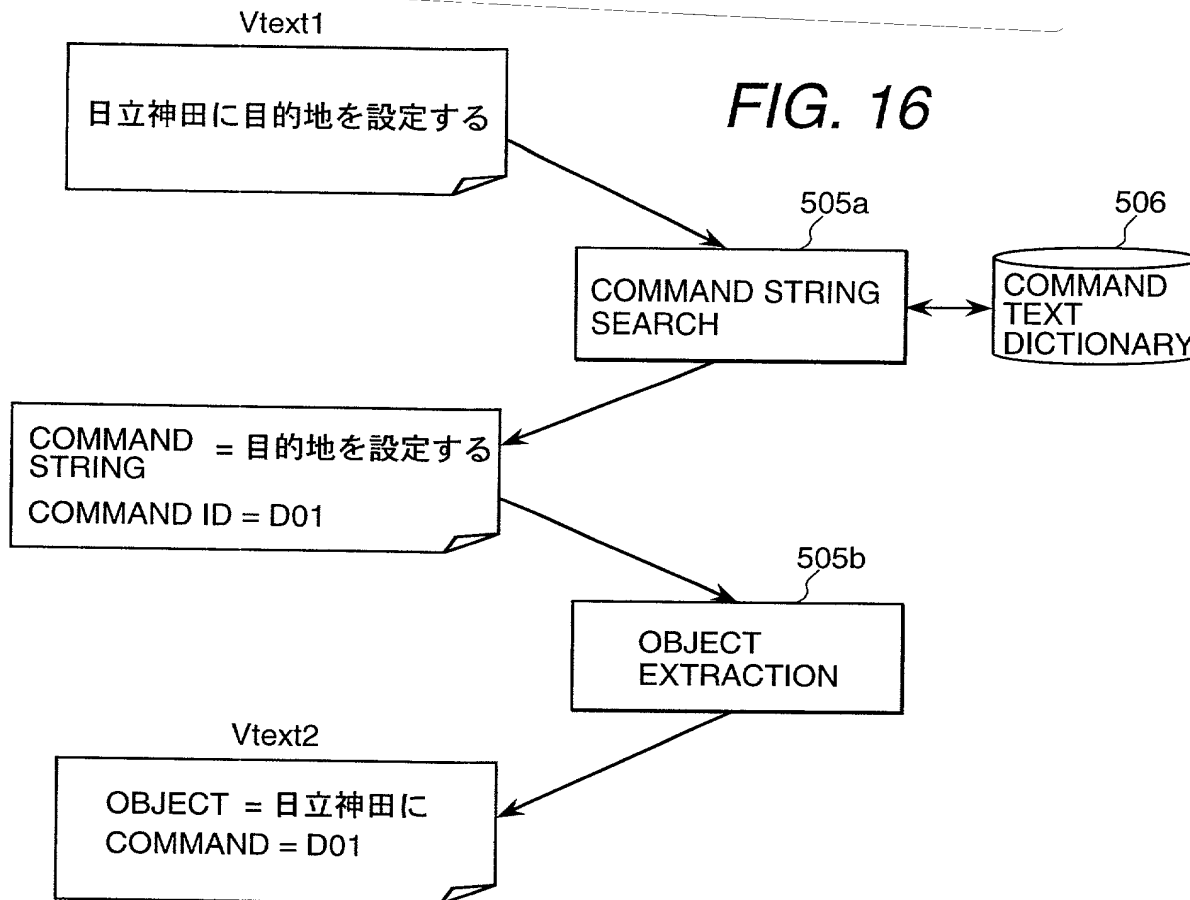 Vtext1
日立神田に目的地を設定する
FIG. 16
505a
506
COMMAND STRING
SEARCH
COMMAND
TEXT
DICTIONARY
COMMAND
STRING
= 目的地を設定する
COMMAND ID = D01
505b
OBJECT
EXTRACTION
Vtext2
OBJECT = 日立神田に
COMMAND = D01